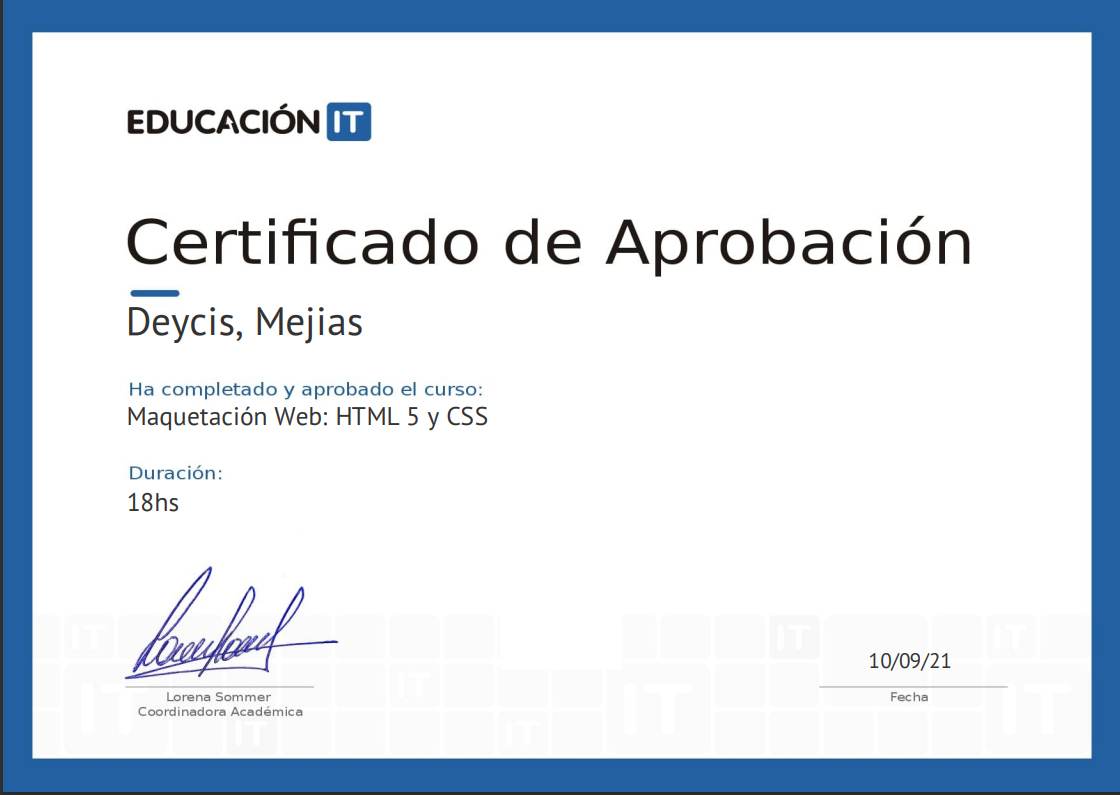 EDUCACIÓN IT
Certificado de Aprobación
Deycis, Mejias
Ha completado y aprobado el curso:
Maquetación Web: HTML 5 y CSS
Duración:
18hs
Lorena Sommer
Coordinadora Académica
10/09/21
Fecha